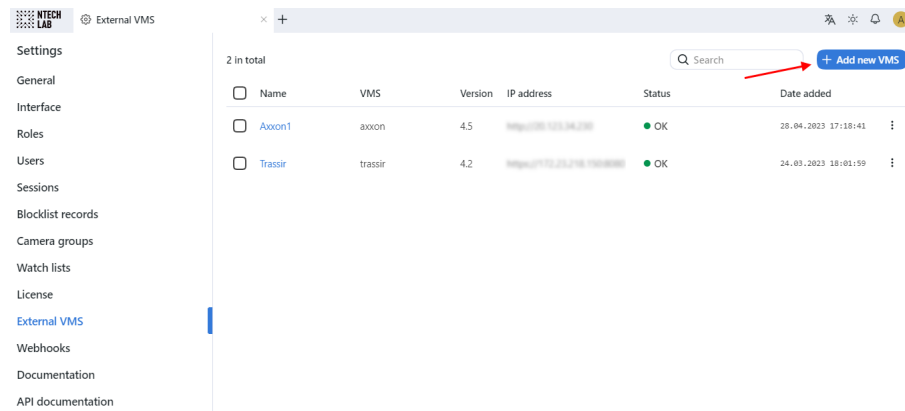 NTECH
LAB
External VMS
A
Settings
General
Interface
Roles
Users
Sessions
Blocklist records
Camera groups
Watch lists
License
External VMS
Webhooks
Documentation
API documentation
2 in total
Search
+ Add new VMS
Name VMS Version IP address Status Date added
Axxon1 axxon 4.5 OK 28.04.2023 17:18:41
Trassir trassir 4.2 OK 24.03.2023 18:01:59